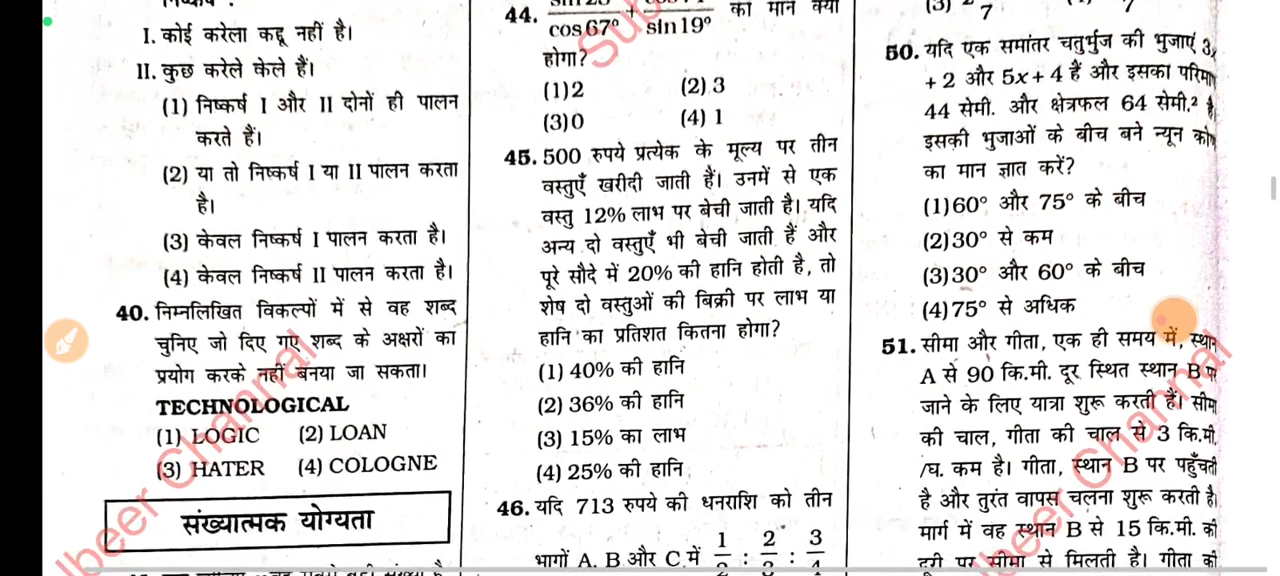 I. कोई करेला कद्दू नहीं है।
II. कुछ करेले केले हैं।
(1) निष्कर्ष I और II दोनों ही पालन
करते हैं।
(2) या तो निष्कर्ष I या II पालन करता
है।
(3) केवल निष्कर्ष I पालन करता है।
(4) केवल निष्कर्ष II पालन करता है।
40. निम्नलिखित विकल्पों में से वह शब्द
चुनिए जो दिए गए शब्द के अक्षरों का
प्रयोग करके नहीं बनया जा सकता।
TECHNOLOGICAL
(1) LOGIC (2) LOAN
(3) HATER (4) COLOGNE
संख्यात्मक योग्यता
44. cos 67° + sin 19° का मान क्या
होगा?
(1) 2 (2) 3
(3) 0 (4) 1
45. 500 रुपये प्रत्येक के मूल्य पर तीन
वस्तुएँ खरीदी जाती हैं। उनमें से एक
वस्तु 12% लाभ पर बेची जाती है। यदि
अन्य दो वस्तुएँ भी बेची जाती हैं और
पूरे सौदे में 20% की हानि होती है, तो
शेष दो वस्तुओं की बिक्री पर लाभ या
हानि का प्रतिशत कितना होगा?
(1) 40% की हानि
(2) 36% की हानि
(3) 15% का लाभ
(4) 25% की हानि
46. यदि 713 रुपये की धनराशि को तीन
भागों A, B और C में 1 : 2 : 3
(3) 7
50. यदि एक समांतर चतुर्भुज की भुजाएं 3x
+ 2 और 5x + 4 हैं और इसका
44 सेमी. और क्षेत्रफल 64 सेमी.² है
इसकी भुजाओं के बीच बने न्यून कोण
का मान ज्ञात करें?
(1) 60° और 75° के बीच
(2) 30° से कम
(3) 30° और 60° के बीच
(4) 75° से अधिक
51. सीमा और गीता, एक ही समय में, स्थान
A से 90 कि.मी. दूर स्थित स्थान B पर
जाने के लिए यात्रा शुरू करती हैं।
की चाल, गीता की चाल से 3 कि.मी.
/घ. कम है। गीता, स्थान B पर पहुँचती
है और तुरंत वापस चलना शुरू करती है।
मार्ग में वह स्थान B से 15 कि.मी. की
दूरी पर सीमा से मिलती है। गीता की